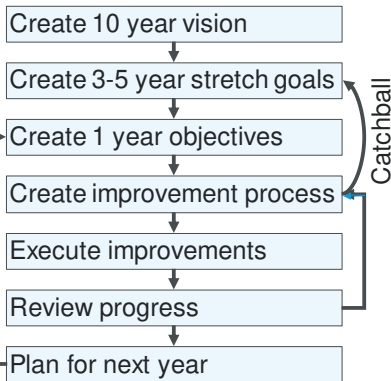 Create 10 year vision
Create 3-5 year stretch goals
Create 1 year objectives
Create improvement process
Execute improvements
Review progress
Plan for next year
Catchball